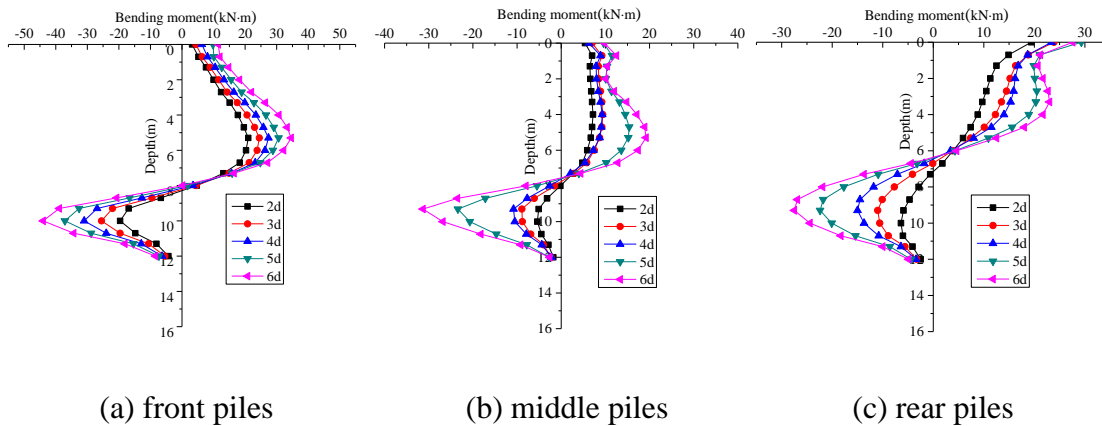 Bending moment(kN·m)
-50 -40 -30 -20 -10 0 10 20 30 40 50
0
2
4
6
8
10
12
14
16
Depth(m)
2d
3d
4d
5d
6d
(a) front piles
Bending moment(kN·m)
-40 -30 -20 -10 0 10 20 30 40
0
2
4
6
8
10
12
14
16
Depth(m)
2d
3d
4d
5d
6d
(b) middle piles
Bending moment(kN·m)
-30 -20 -10 0 10 20 30
0
2
4
6
8
10
12
14
16
Depth(m)
2d
3d
4d
5d
6d
(c) rear piles